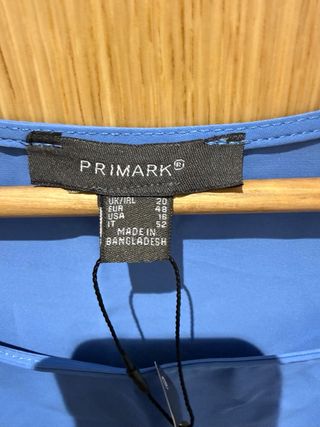 PRIMARK®
UK/IRL 20
EUR 48
USA 16
IT 52
MADE IN
BANGLADESH